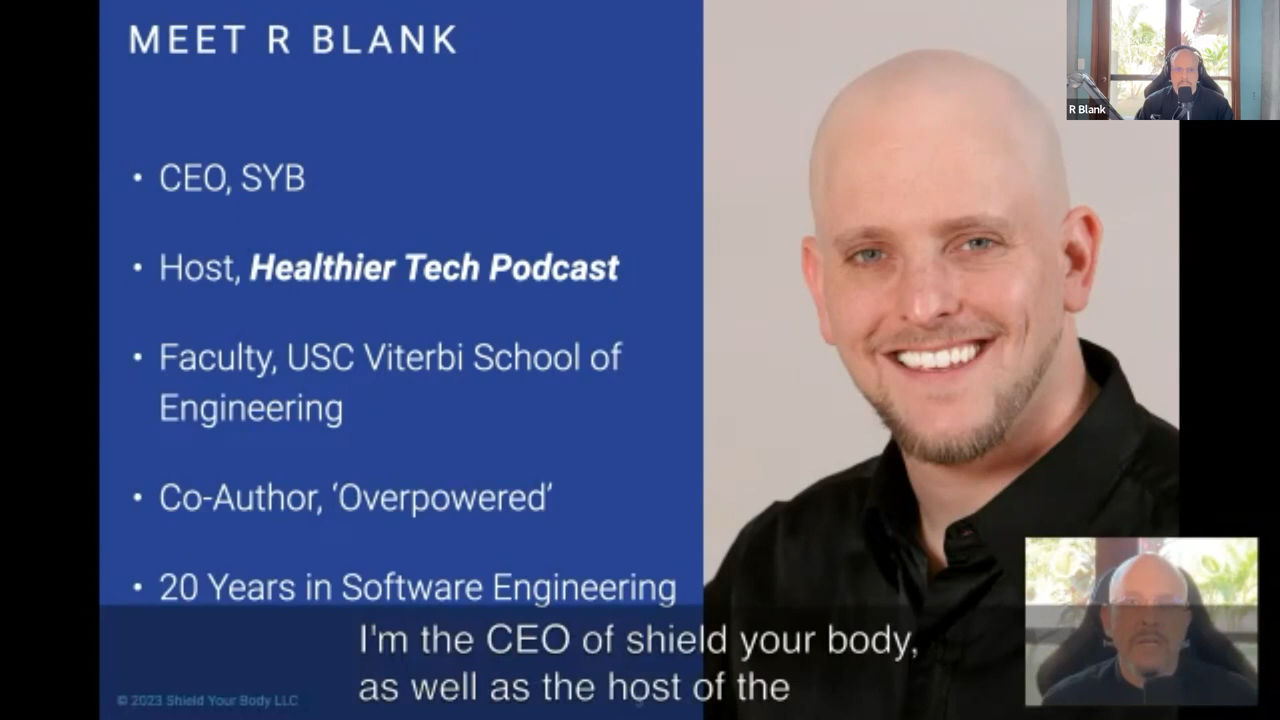 MEET R BLANK
• CEO, SYB
• Host, Healthier Tech Podcast
• Faculty, USC Viterbi School of
Engineering
• Co-Author, ‘Overpowered’
• 20 Years in Software Engineering
I'm the CEO of shield your body,
as well as the host of the
© 2023 Shield Your Body LLC
R Blank